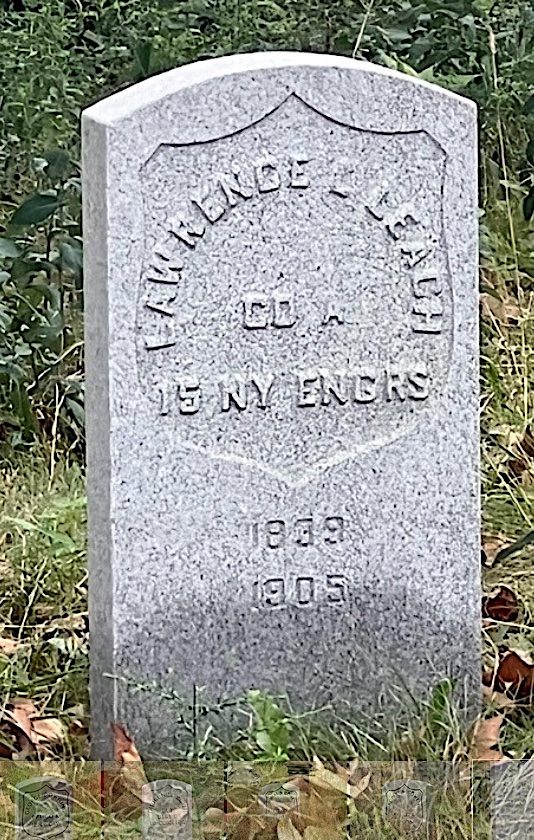 LAWRENCE L LEACH
CO A
15 NY ENGRS
1839
1905